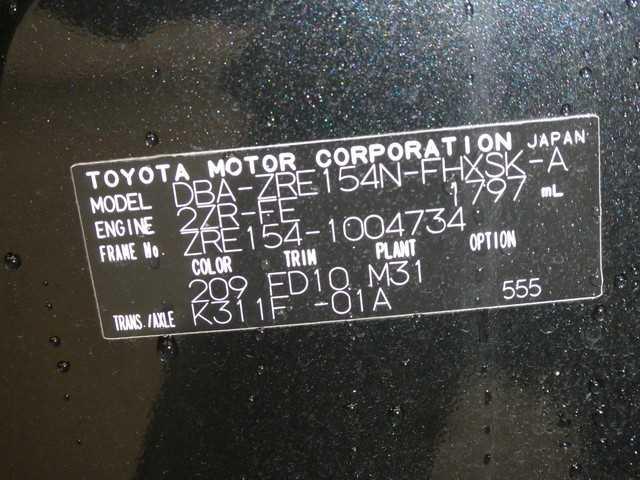 TOYOTA MOTOR CORPORATION JAPAN
MODEL DBA-ZRE154N-FHXSK-A
ENGINE 2ZR-FE 1797 mL
FRAME No. ZRE154-1004734
COLOR TRIM PLANT OPTION
209 FD10 M31
TRANS./AXLE K311F -01A 555